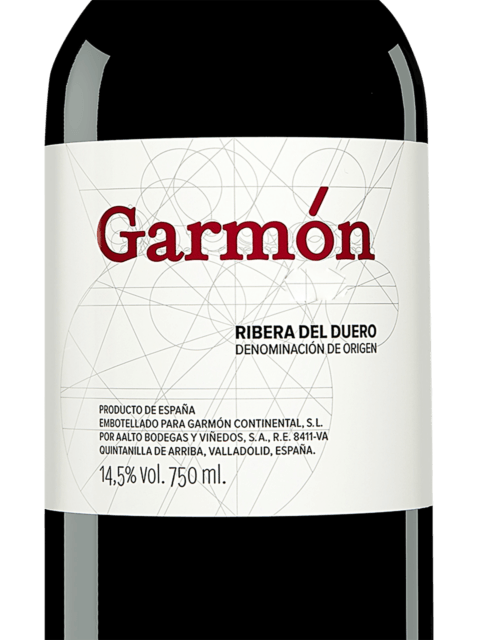 Garmón
RIBERA DEL DUERO
DENOMINACIÓN DE ORIGEN
PRODUCTO DE ESPAÑA
EMBOTELLADO PARA GARMÓN CONTINENTAL, S.L.
POR AALTO BODEGAS Y VIÑEDOS, S.A., R.E. 8411-VA
QUINTANILLA DE ARRIBA, VALLADOLID, ESPAÑA.
14,5% vol. 750 ml.